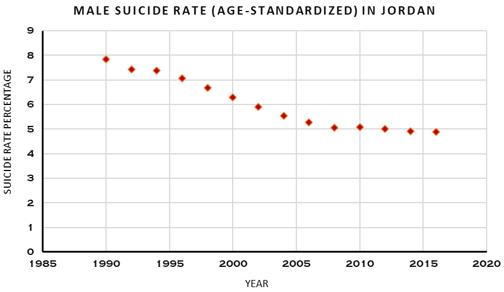 MALE SUICIDE RATE (AGE-STANDARDIZED) IN JORDAN
9
8
7
6
5
4
3
2
1
0
SUICIDE RATE PERCENTAGE
1985 1990 1995 2000 2005 2010 2015 2020
YEAR